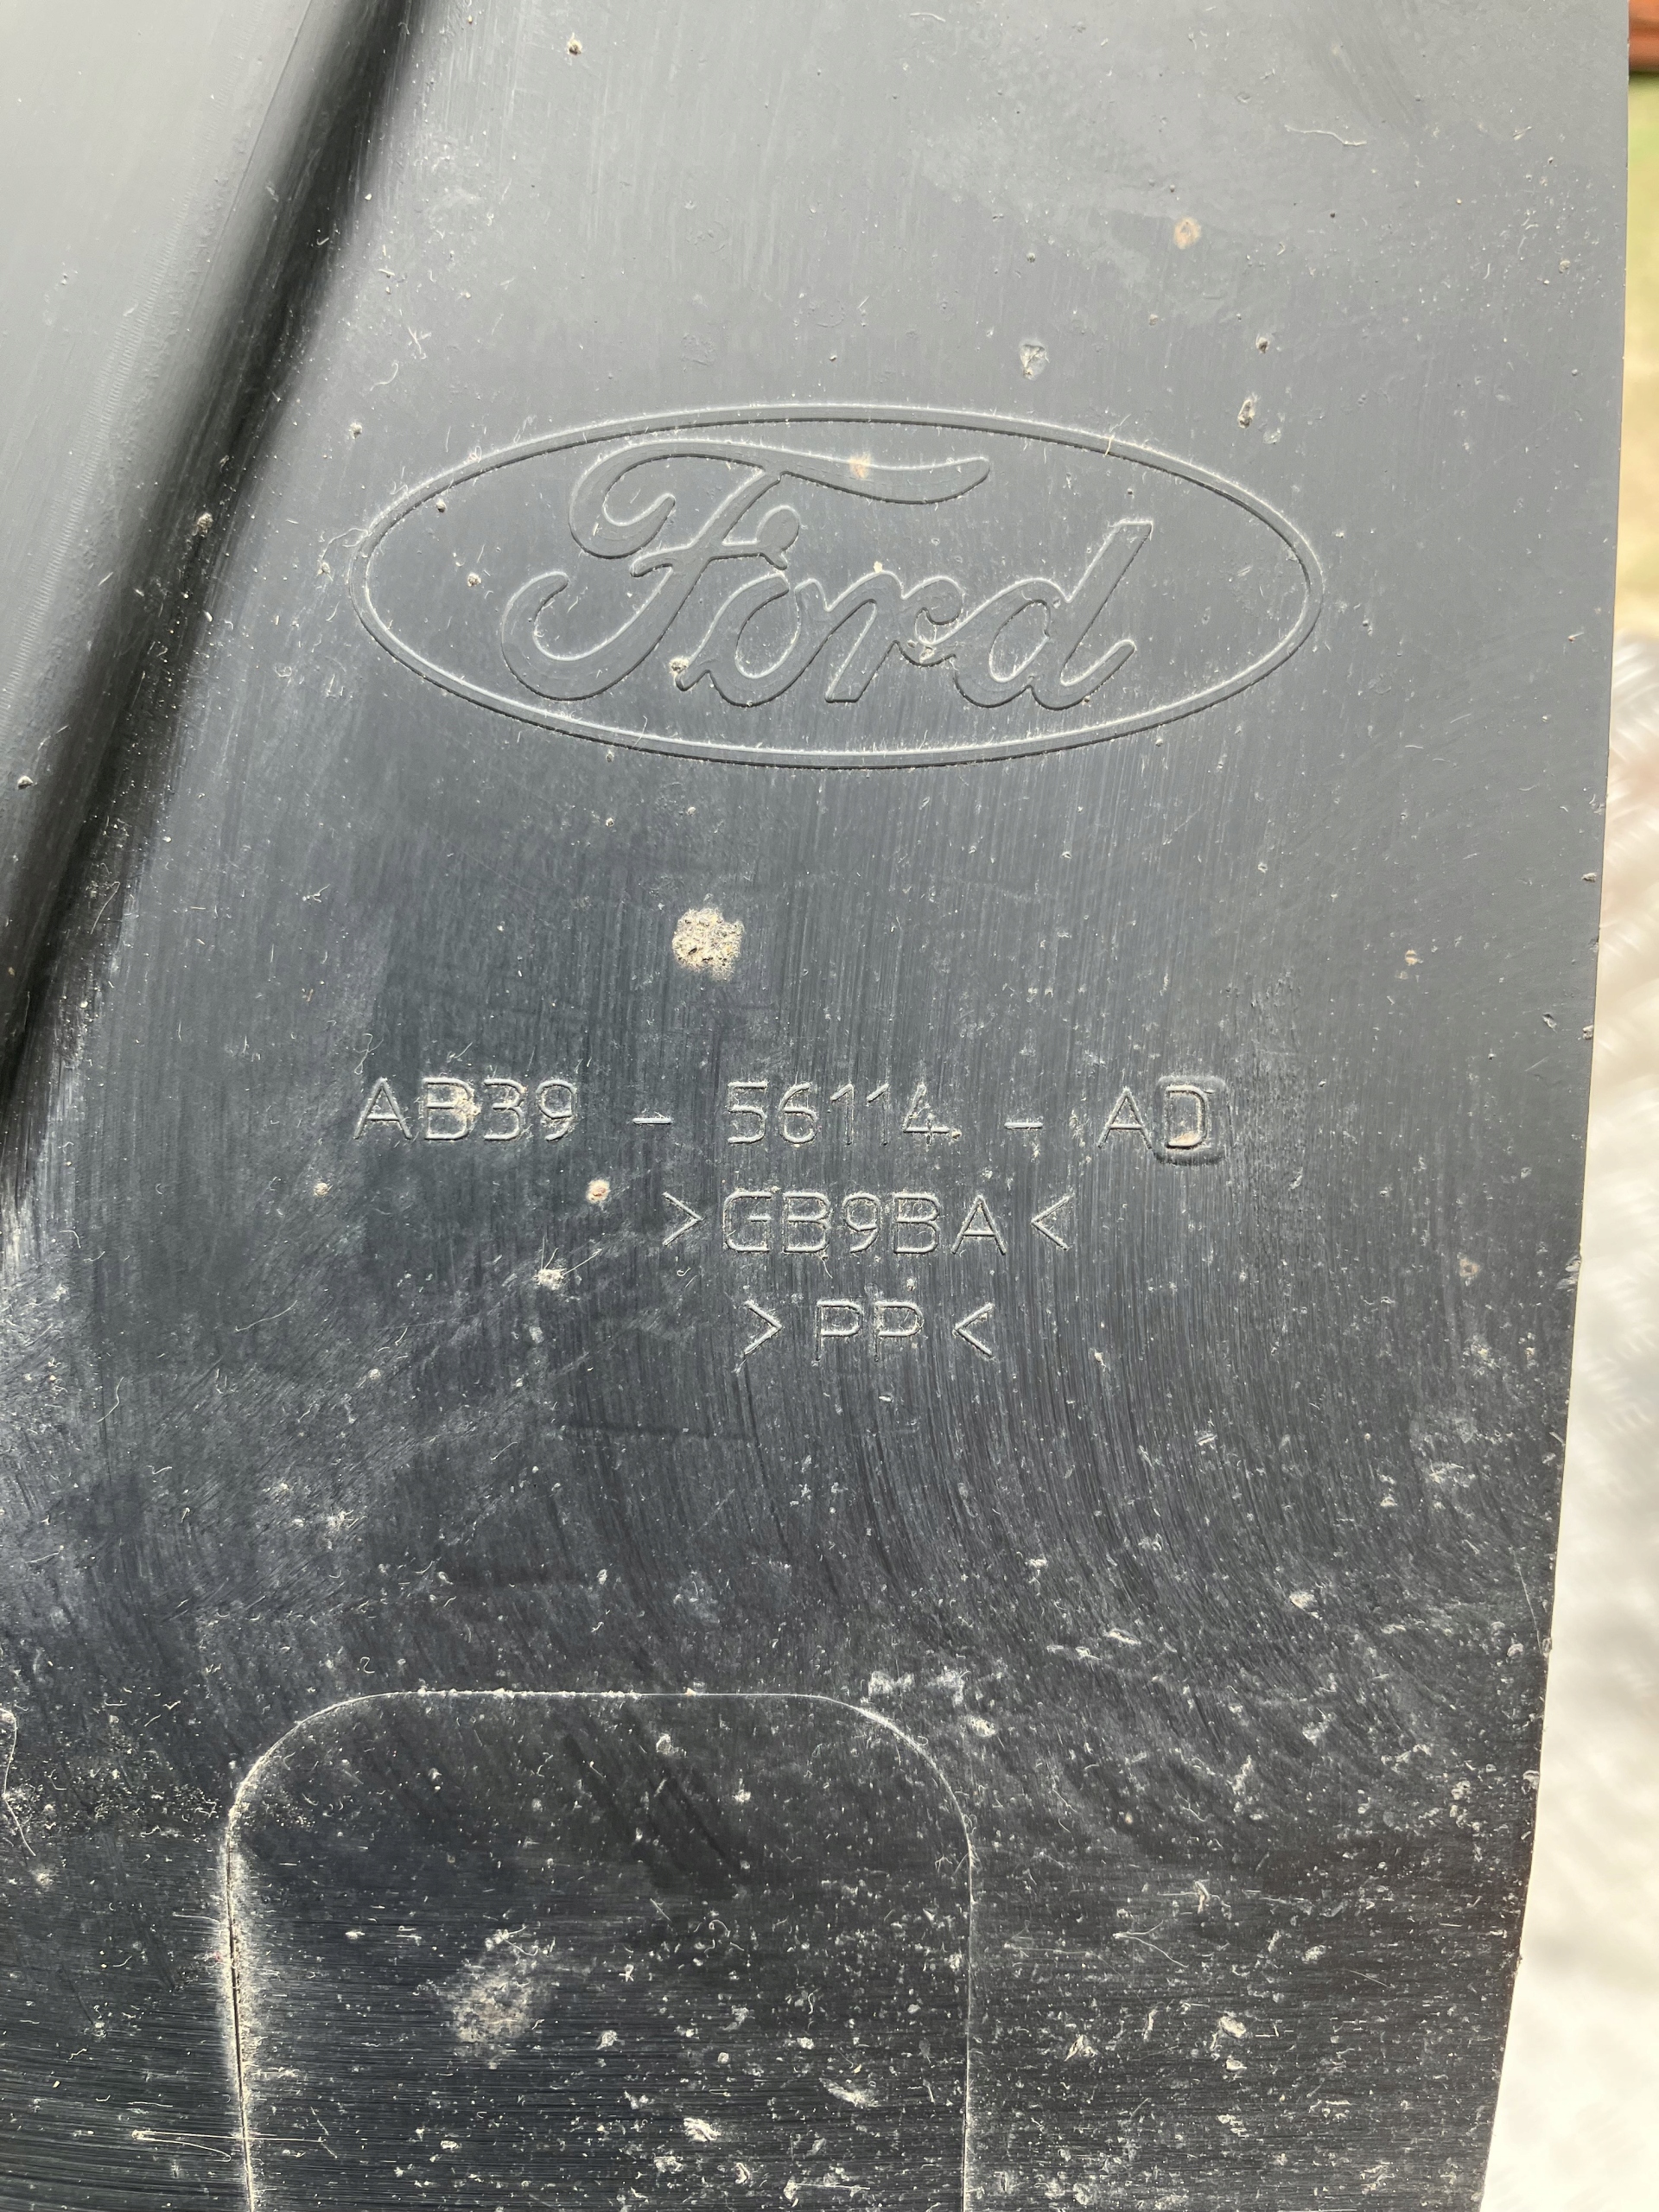 Ford
AB39 - 56114 - AD
>GB9BA<
>PP<